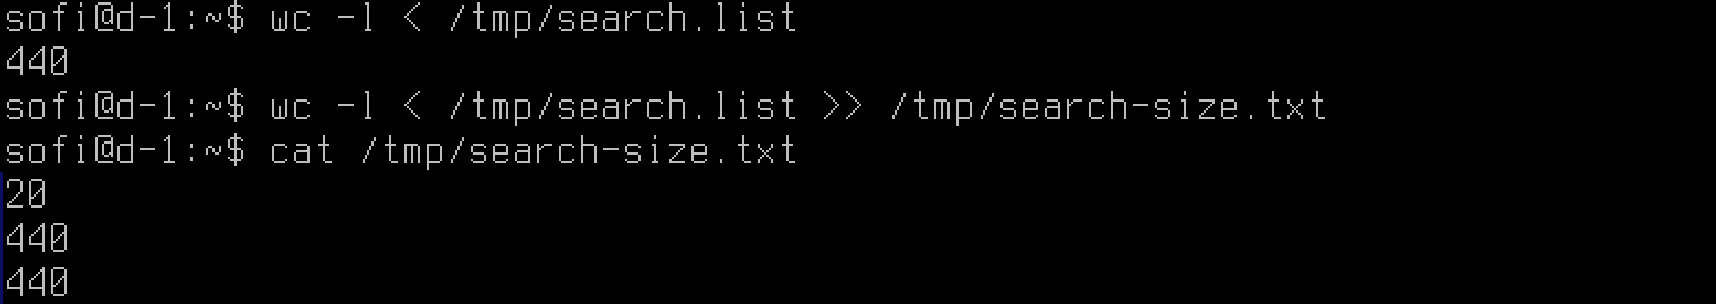 sofi@d-1:~$ wc -l < /tmp/search.list
440
sofi@d-1:~$ wc -l < /tmp/search.list >> /tmp/search-size.txt
sofi@d-1:~$ cat /tmp/search-size.txt
20
440
440